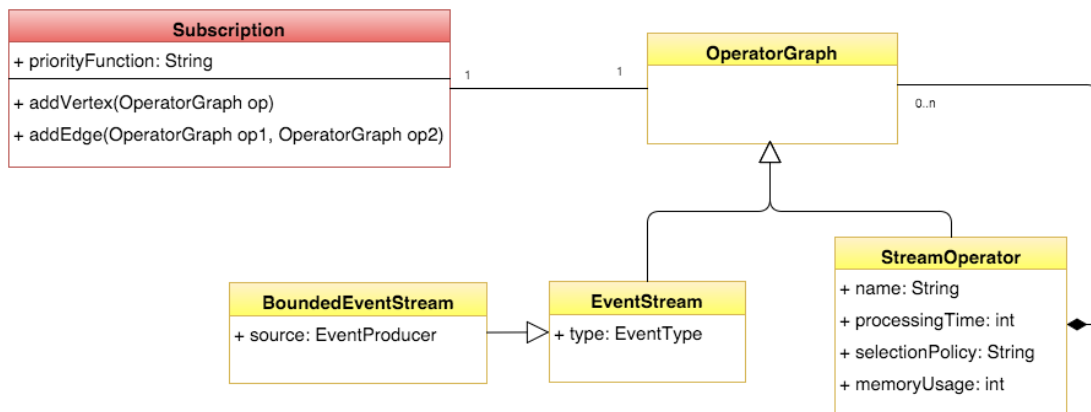 Subscription
+ priorityFunction: String
+ addVertex(OperatorGraph op)
+ addEdge(OperatorGraph op1, OperatorGraph op2)
1
1
OperatorGraph
0..n
BoundedEventStream
+ source: EventProducer
EventStream
+ type: EventType
StreamOperator
+ name: String
+ processingTime: int
+ selectionPolicy: String
+ memoryUsage: int